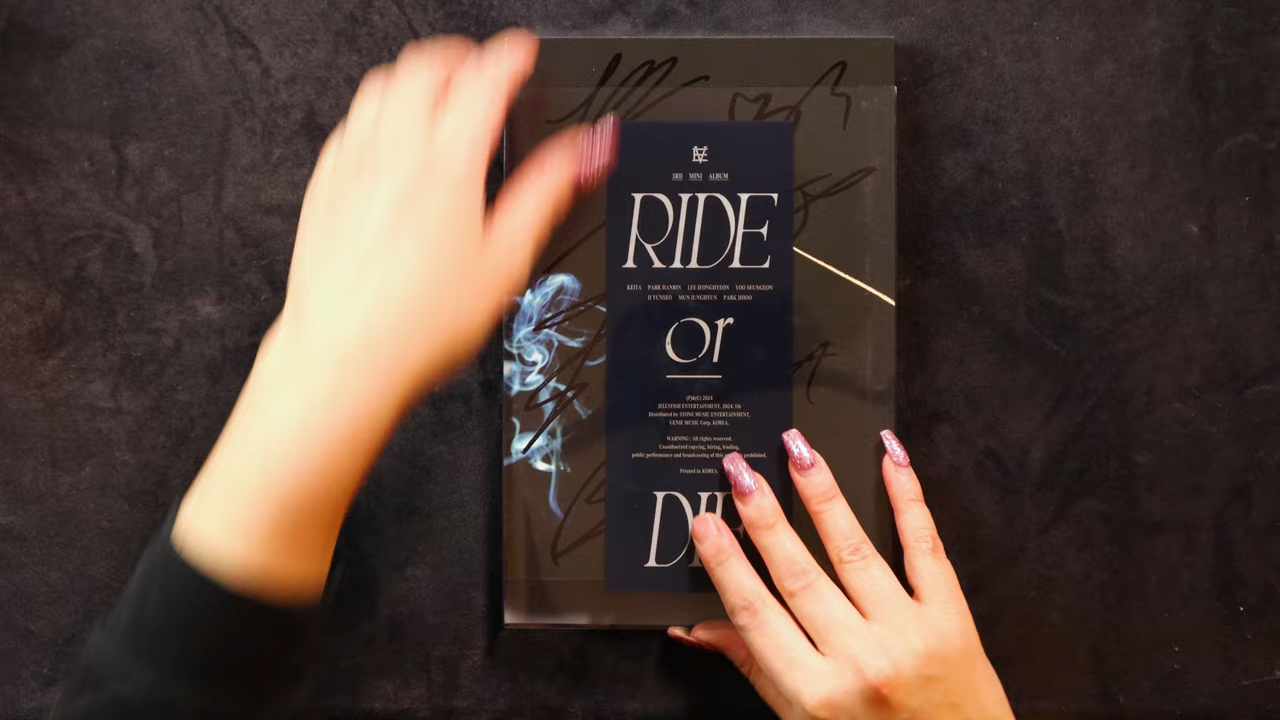 3RD MINI ALBUM
RIDE
KEITA PARK HANBIN LEE JEONGHYEON YOO SEUNGEON
JI YUNSEO MUN JUNGHYUN PARK JIHOO
or
(P)&(C) 2024
JELLYFISH ENTERTAINMENT. 2024. 06
Distributed by STONE MUSIC ENTERTAINMENT,
GENIE MUSIC Corp. KOREA.
WARNING : All rights reserved.
Unauthorized copying, hiring, lending,
public performance and broadcasting of this prohibited.
Printed in KOREA.